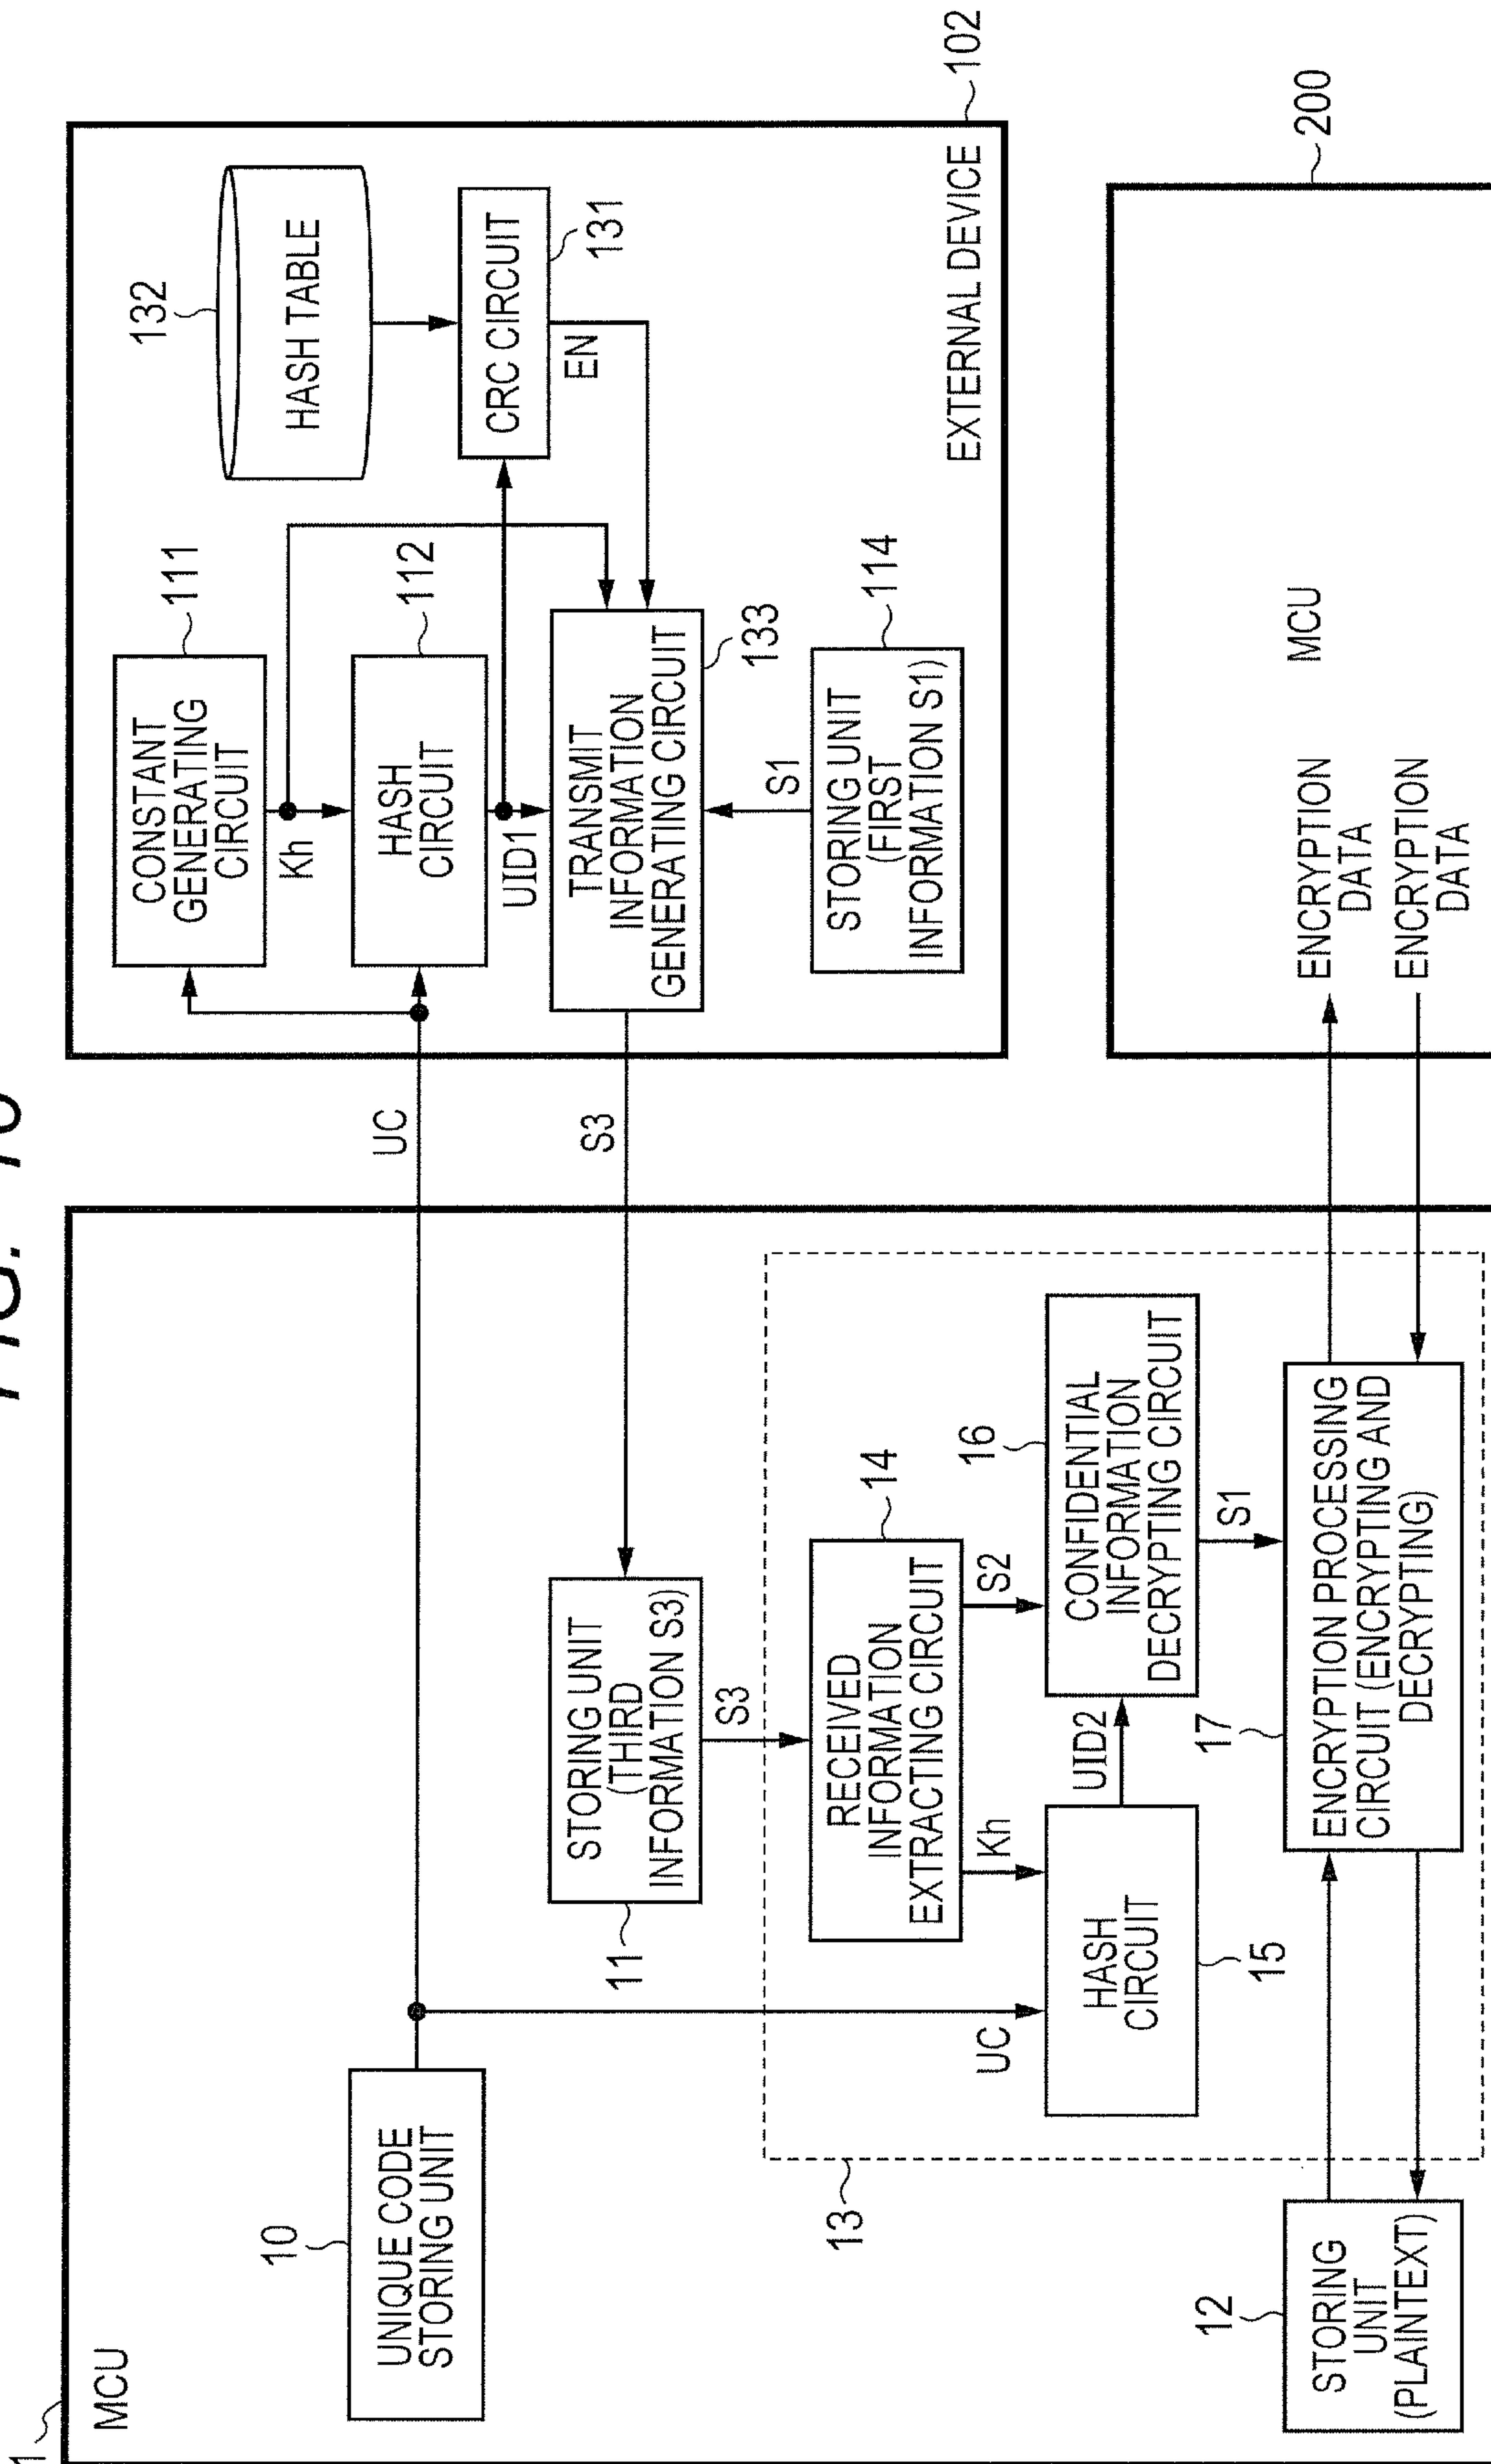 FIG.
1
MCU
10
UNIQUE CODE
STORING UNIT
UC
CONSTANT
GENERATING
CIRCUIT
111
Kh
HASH
CIRCUIT
112
UID1
132
HASH TABLE
CRC CIRCUIT
131
EN
TRANSMIT
INFORMATION
GENERATING CIRCUIT
133
S1
STORING UNIT
(FIRST
INFORMATION S1)
114
EXTERNAL DEVICE
102
S3
STORING UNIT
(THIRD
INFORMATION S3)
11
S3
13
RECEIVED
INFORMATION
EXTRACTING CIRCUIT
14
UC
Kh
S2
HASH
CIRCUIT
15
UID2
16
CONFIDENTIAL
INFORMATION
DECRYPTING CIRCUIT
S1
12
STORING
UNIT
(PLAINTEXT)
17
ENCRYPTION PROCESSING
CIRCUIT (ENCRYPTING AND
DECRYPTING)
ENCRYPTION
DATA
ENCRYPTION
DATA
MCU
200